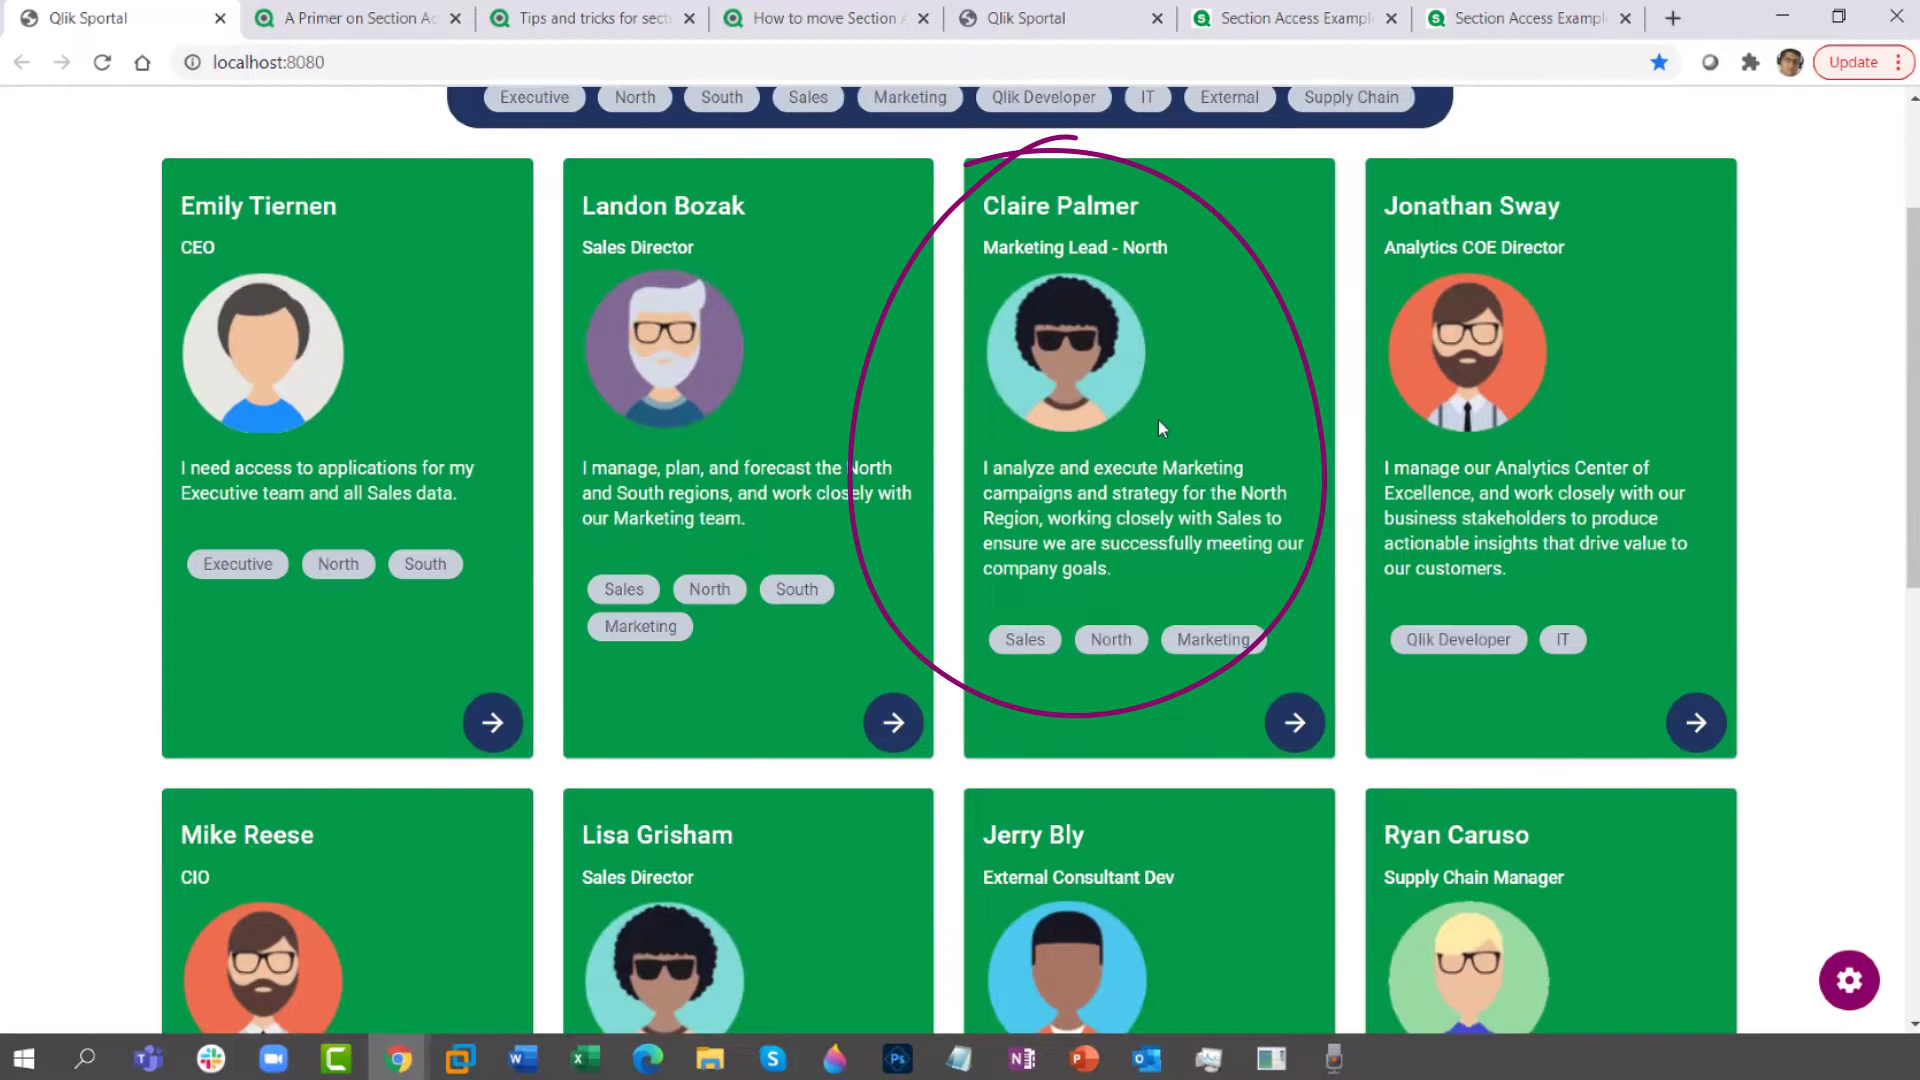 Qlik Sportal
A Primer on Section Ac
Tips and tricks for secti
How to move Section A
Qlik Sportal
Section Access Exampl
Section Access Exampl
localhost:8080
Update
Executive North South Sales Marketing Qlik Developer IT External Supply Chain
Emily Tiernen
CEO
I need access to applications for my
Executive team and all Sales data.
Executive North South
Landon Bozak
Sales Director
I manage, plan, and forecast the North
and South regions, and work closely with
our Marketing team.
Sales North South
Marketing
Claire Palmer
Marketing Lead - North
I analyze and execute Marketing
campaigns and strategy for the North
Region, working closely with Sales to
ensure we are successfully meeting our
company goals.
Sales North Marketing
Jonathan Sway
Analytics COE Director
I manage our Analytics Center of
Excellence, and work closely with our
business stakeholders to produce
actionable insights that drive value to
our customers.
Qlik Developer IT
Mike Reese
CIO
Lisa Grisham
Sales Director
Jerry Bly
External Consultant Dev
Ryan Caruso
Supply Chain Manager